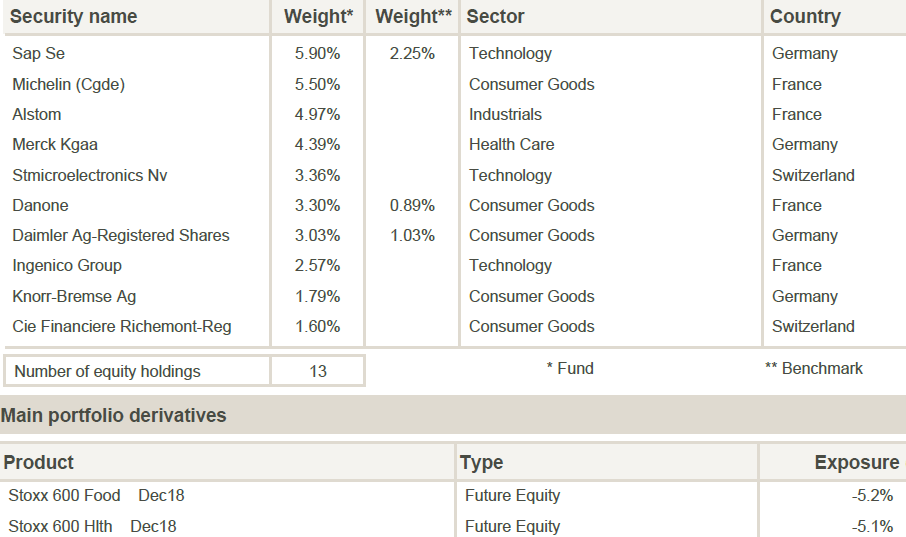 Security name Weight* Weight** Sector Country
Sap Se 5.90% 2.25% Technology Germany
Michelin (Cgde) 5.50% Consumer Goods France
Alstom 4.97% Industrials France
Merck Kgaa 4.39% Health Care Germany
Stmicroelectronics Nv 3.36% Technology Switzerland
Danone 3.30% 0.89% Consumer Goods France
Daimler Ag-Registered Shares 3.03% 1.03% Consumer Goods Germany
Ingenico Group 2.57% Technology France
Knorr-Bremse Ag 1.79% Consumer Goods Germany
Cie Financiere Richemont-Reg 1.60% Consumer Goods Switzerland
Number of equity holdings 13 * Fund ** Benchmark
Main portfolio derivatives
Product Type Exposure
Stoxx 600 Food Dec18 Future Equity -5.2%
Stoxx 600 Hlth Dec18 Future Equity -5.1%